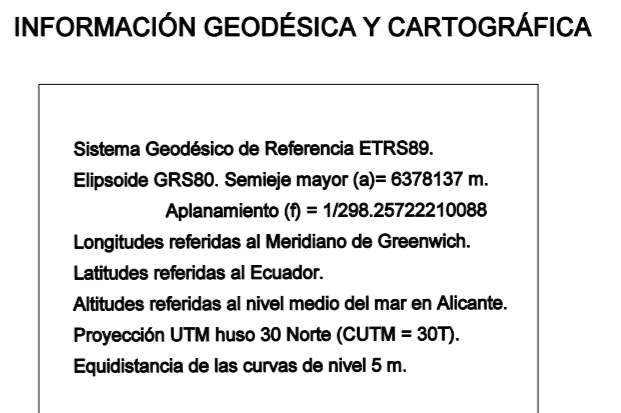 INFORMACIÓN GEODÉSICA Y CARTOGRÁFICA
Sistema Geodésico de Referencia ETRS89.
Elipsoide GRS80. Semieje mayor (a)= 6378137 m.
Aplanamiento (f) = 1/298.25722210088
Longitudes referidas al Meridiano de Greenwich.
Latitudes referidas al Ecuador.
Altitudes referidas al nivel medio del mar en Alicante.
Proyección UTM huso 30 Norte (CUTM = 30T).
Equidistancia de las curvas de nivel 5 m.